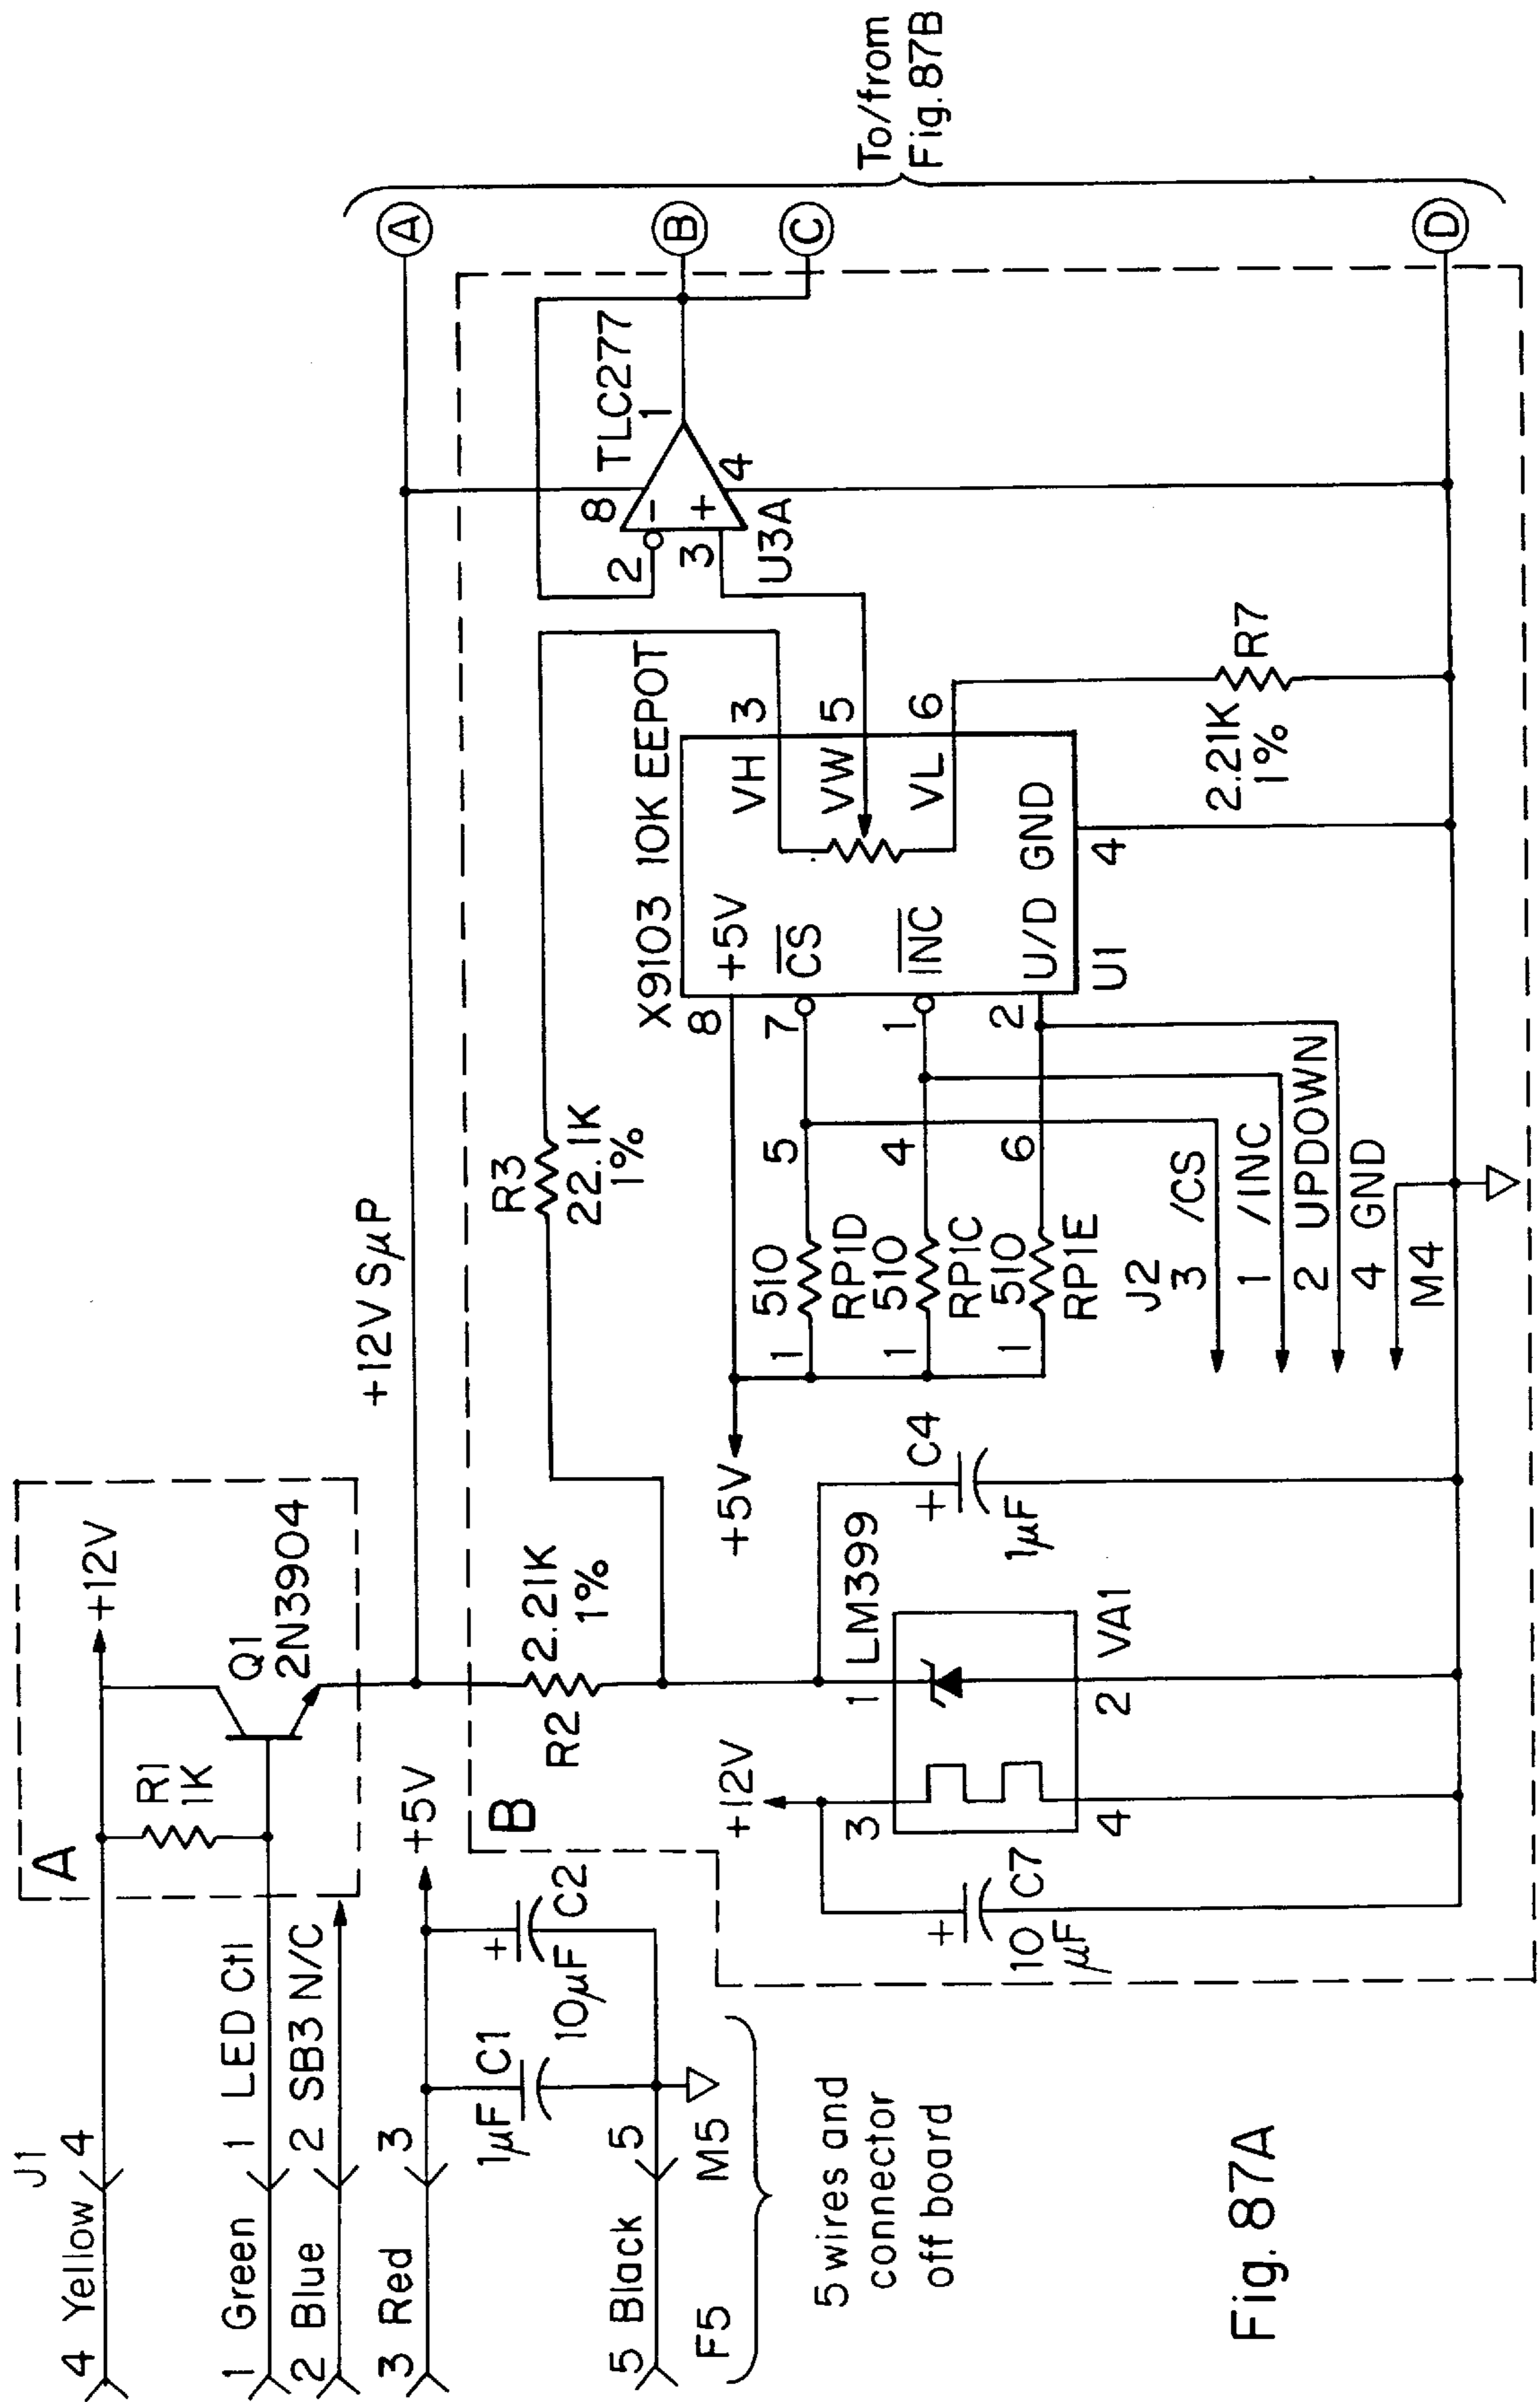 J1
4 Yellow 4
1 Green 1 LED Ctl
2 Blue 2 SB3 N/C
3 Red 3
5 Black 5
F5 M5
5 wires and
connector
off board
A
R1
1K
+12V
Q1
2N3904
+5V
C1
1μF
C2
10μF
B
R2
2.21K
1%
+12V SμP
R3
22.1K
1%
+12V
3
1 LM399
4
2 VA1
C7
+
10
μF
C4
+
1μF
+5V
510
1 5
RP1D
510
1 4
RP1C
510
1 6
RP1E
J2
3 /CS
1 /INC
2 UPDOWN
4 GND
M4
X9103 10K EEPOT
8 +5V
7 CS
1 INC
2 U/D GND
U1
4
VH 3
VW 5
VL 6
2.21K
1%
R7
TLC277
8
2 -
3 +
1
4
U3A
A
B
C
D
To/from
Fig.87B
Fig. 87A